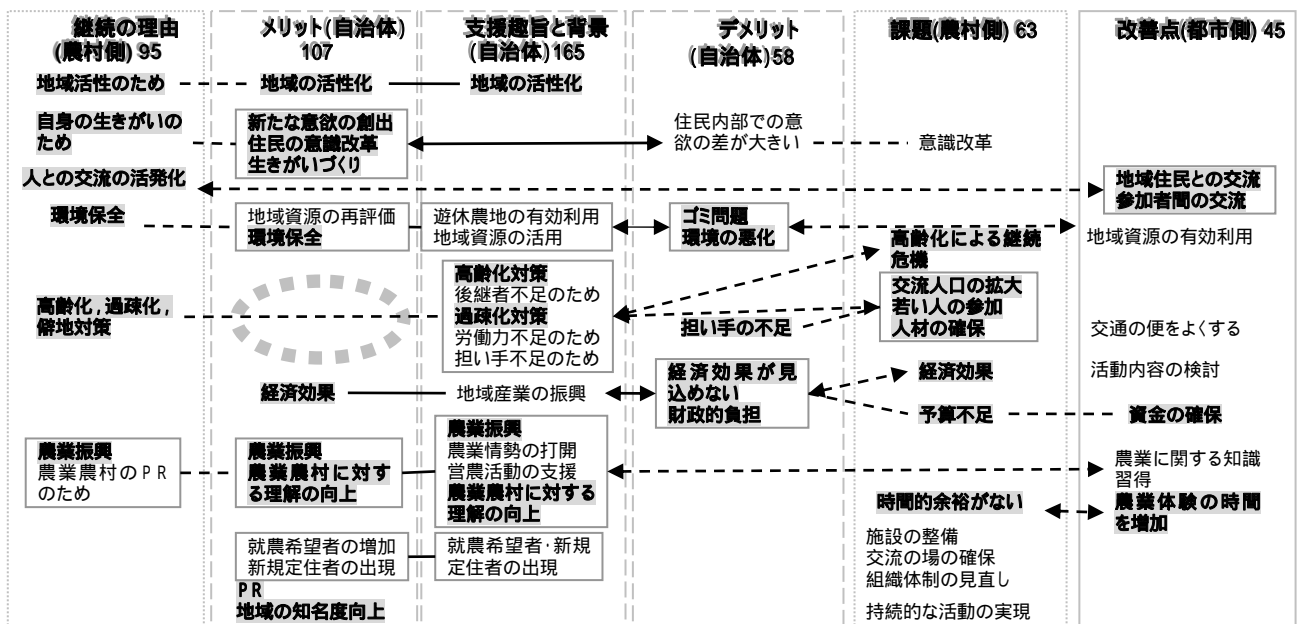 継続の理由
(農村側) 95
メリット(自治体)
107
支援趣旨と背景
(自治体)165
デメリット
(自治体)58
課題(農村側) 63
改善点(都市側) 45
地域活性のため
地域の活性化
地域の活性化
自身の生きがいの
ため
新たな意欲の創出
住民の意識改革
生きがいづくり
住民内部での意
欲の差が大きい
意識改革
人との交流の活発化
地域住民との交流
参加者間の交流
環境保全
地域資源の再評価
環境保全
遊休農地の有効利用
地域資源の活用
ゴミ問題
環境の悪化
地域資源の有効利用
高齢化による継続
危機
高齢化,過疎化,
僻地対策
高齢化対策
後継者不足のため
過疎化対策
労働力不足のため
担い手不足のため
担い手の不足
交流人口の拡大
若い人の参加
人材の確保
交通の便をよくする
経済効果
地域産業の振興
経済効果が見
込めない
財政的負担
経済効果
活動内容の検討
予算不足
資金の確保
農業振興
農業農村のPR
のため
農業振興
農業農村に対す
る理解の向上
農業振興
農業情勢の打開
営農活動の支援
農業農村に対する
理解の向上
農業に関する知識
習得
時間的余裕がない
農業体験の時間
を増加
就農希望者の増加
新規定住者の出現
就農希望者･新規
定住者の出現
施設の整備
交流の場の確保
組織体制の見直し
PR
地域の知名度向上
持続的な活動の実現